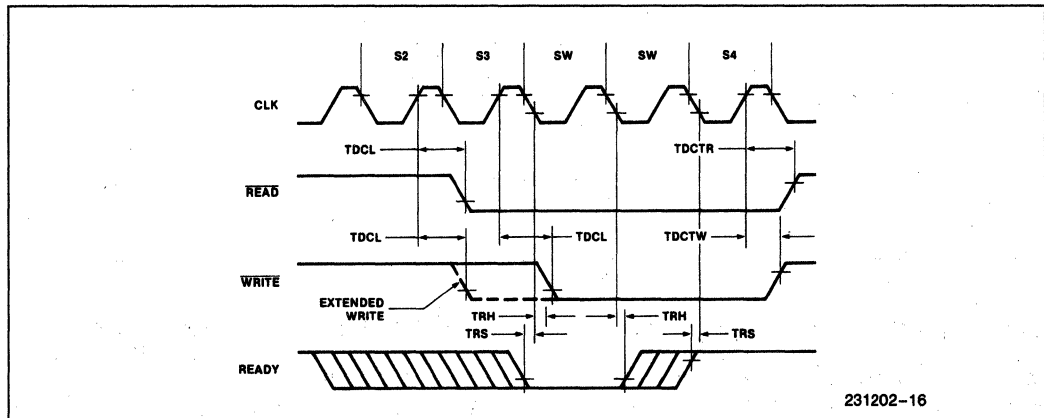 S2 S3 SW SW S4
CLK
TDCL TDCTR
READ
TDCL TDCL TDCTW
WRITE
EXTENDED
WRITE
TRH TRH
TRS TRS
READY
231202-16